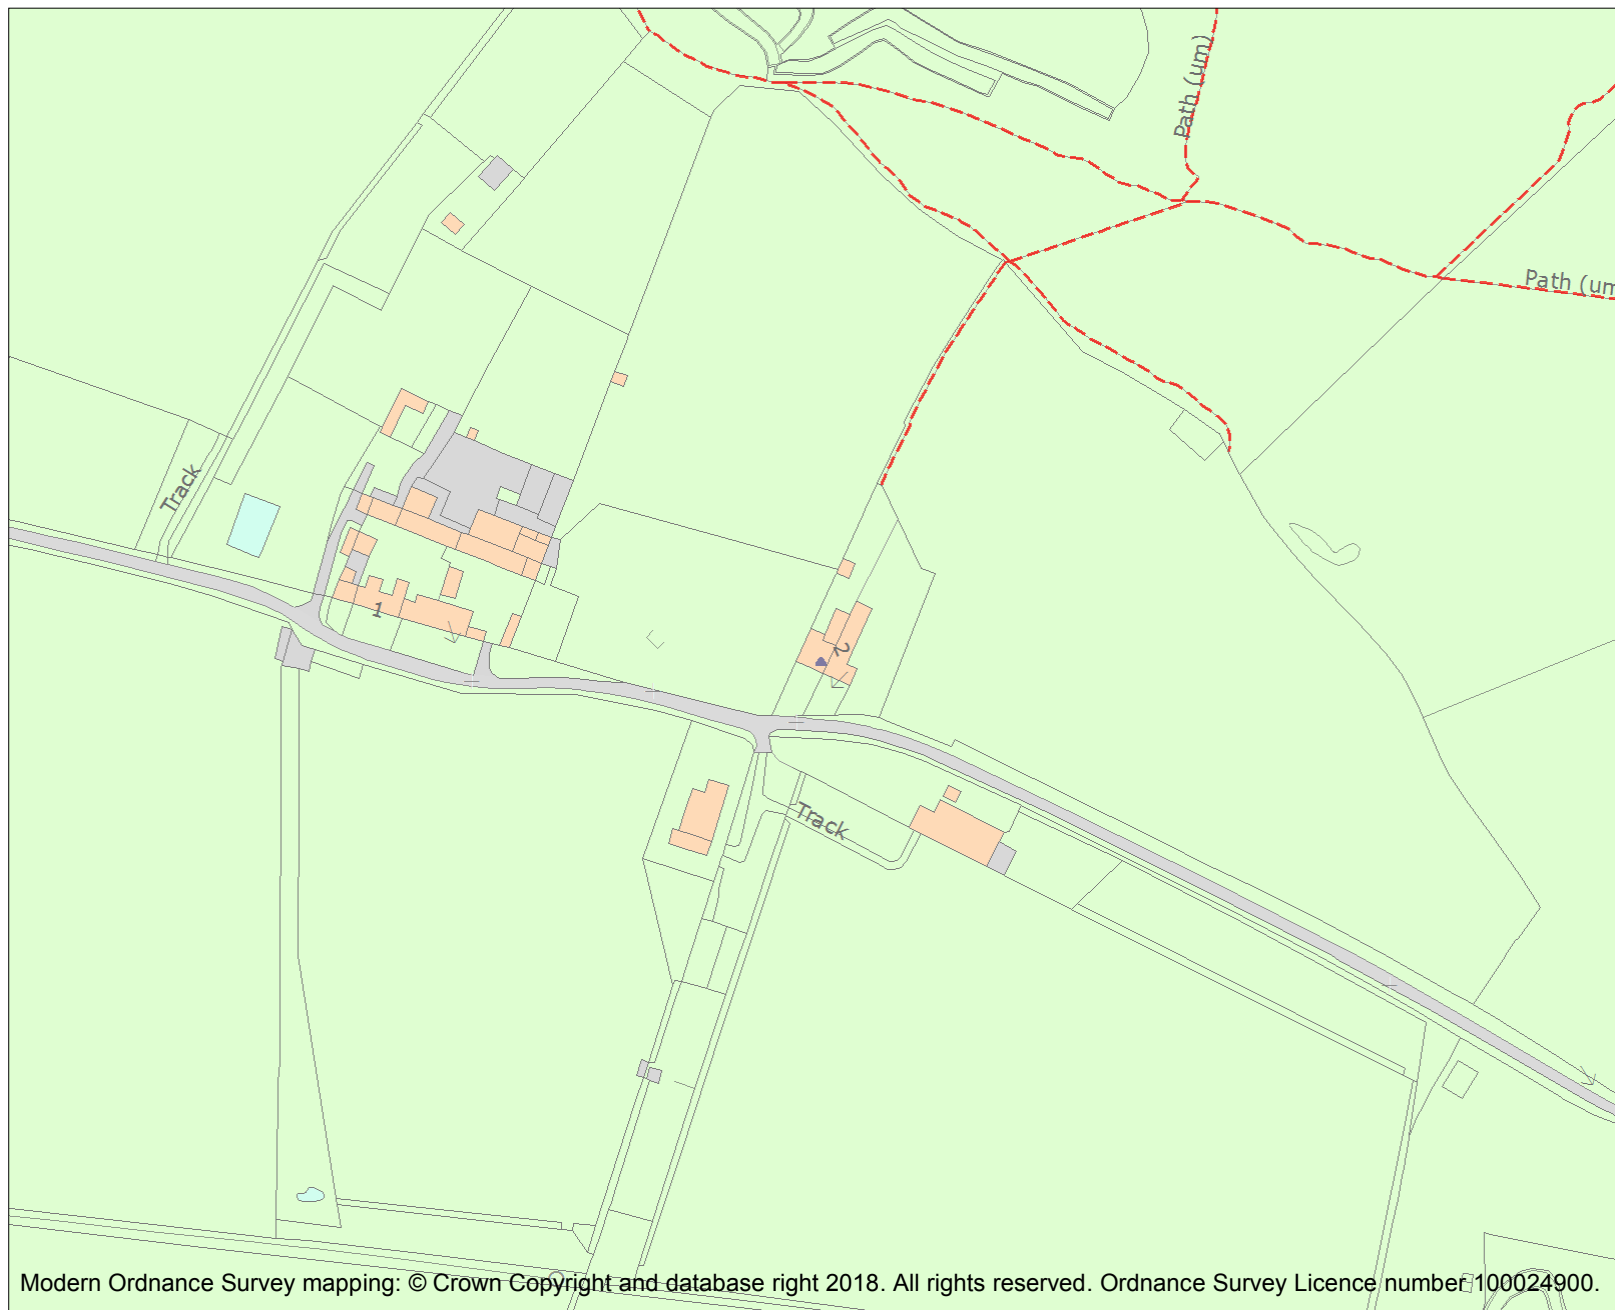 Path (um)
Path (um
Track
1
2
Track
Modern Ordnance Survey mapping: © Crown Copyright and database right 2018. All rights reserved. Ordnance Survey Licence number 100024900.